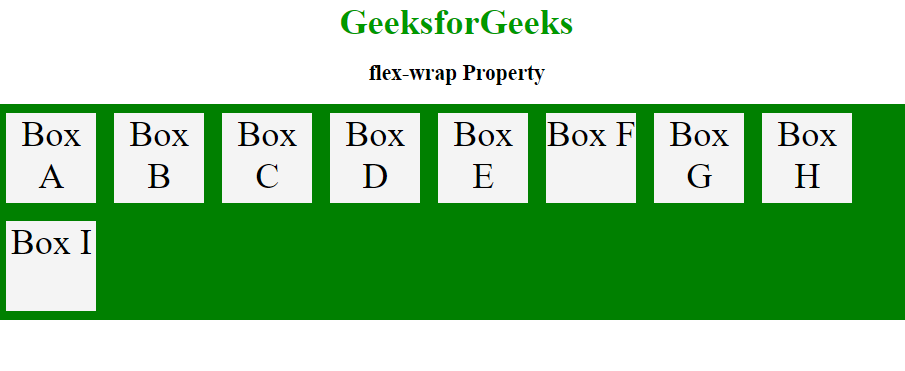 GeeksforGeeks
flex-wrap Property
Box A
Box B
Box C
Box D
Box E
Box F
Box G
Box H
Box I